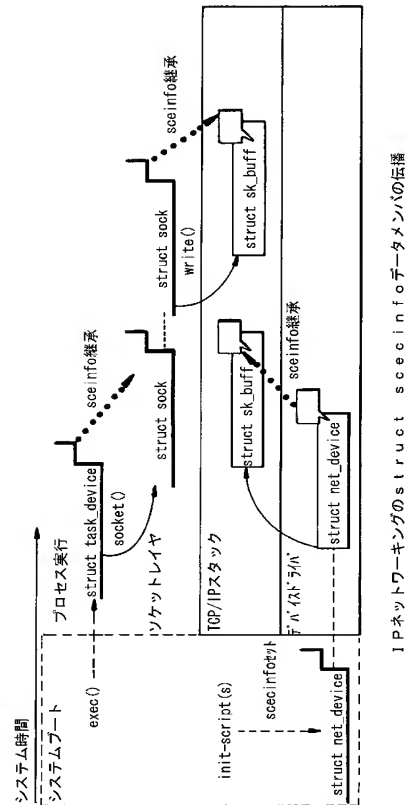 システム時間
システムブート
プロセス実行
exec()
struct task_device
sceinfo継承
socket()
ソケットレイヤ
struct sock
struct sock
sceinfo継承
write()
TCP/IPスタック
struct sk_buff
struct sk_buff
sceinfo継承
デバイスドライバ
init-script(s)
scecinfoセット
struct net_device
struct net_device
IPネットワーキングのstruct scecinfoデータメンバの伝播